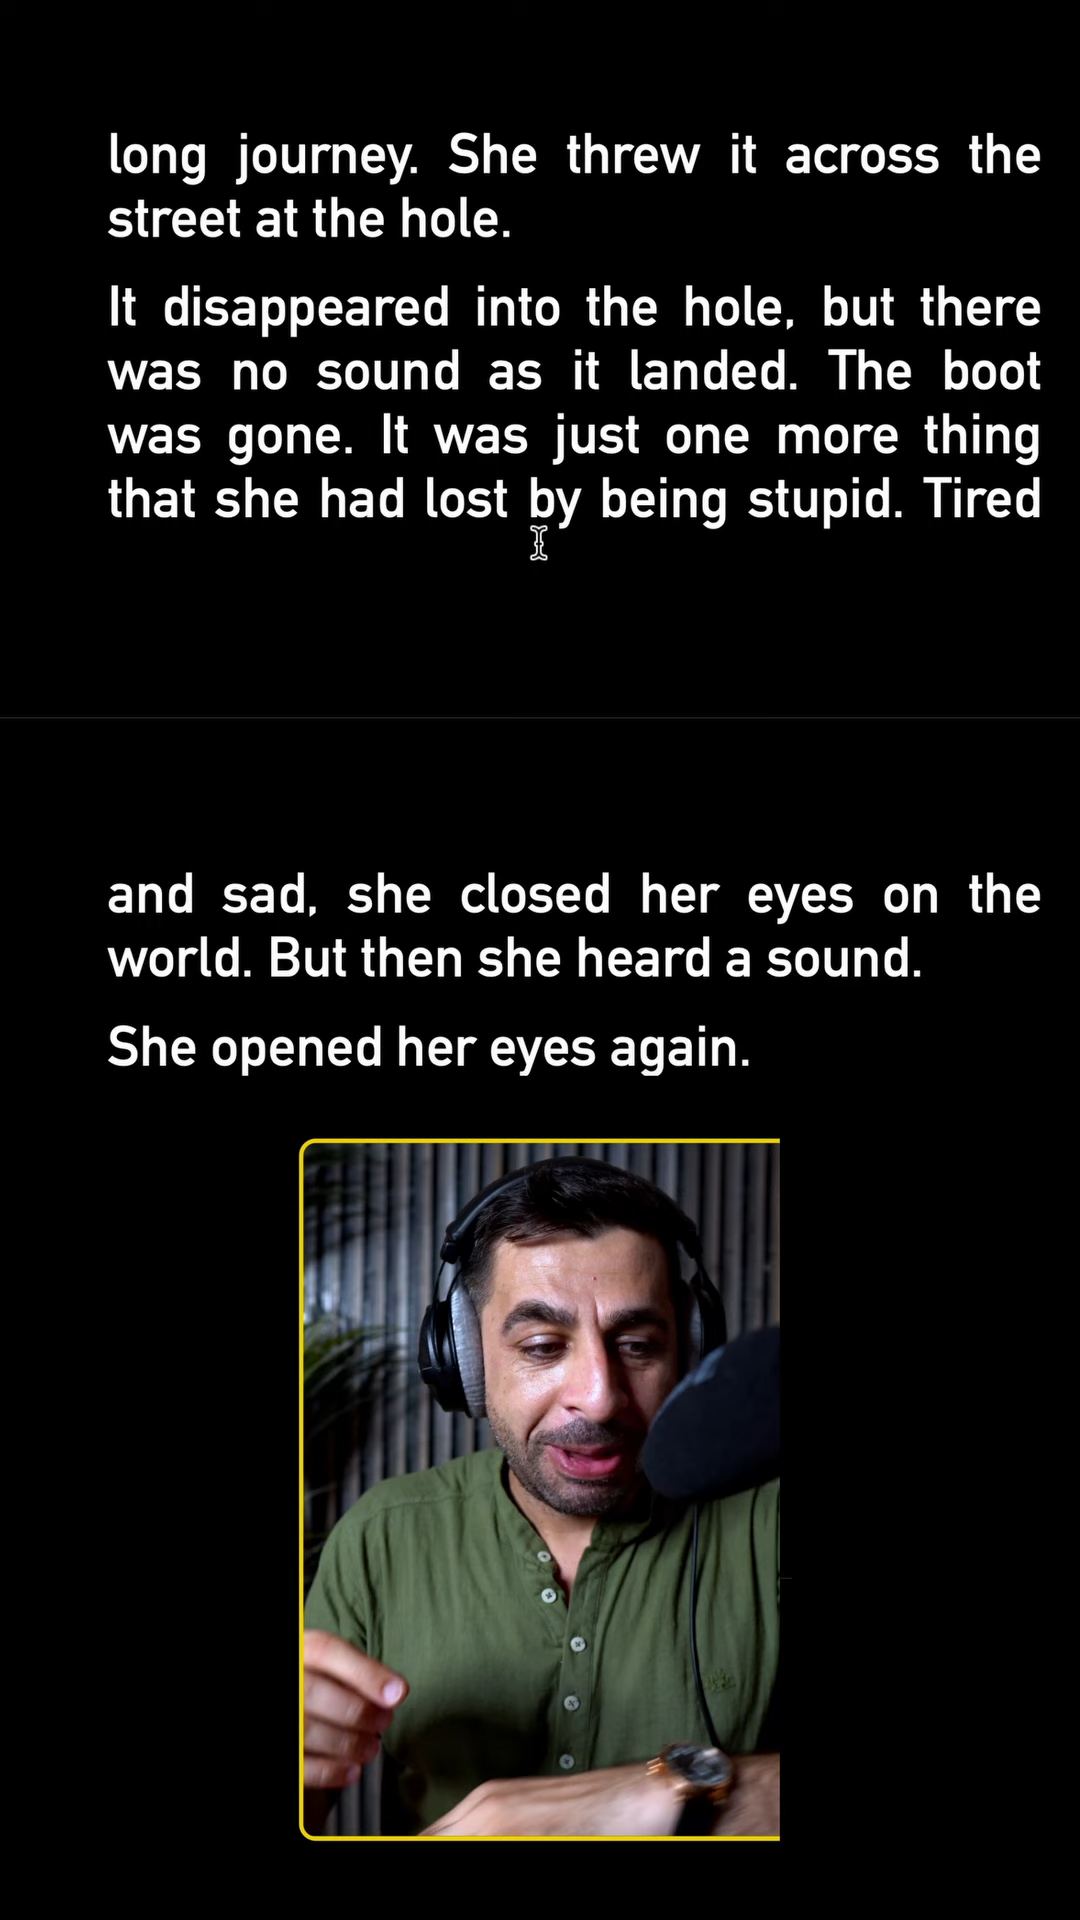 long journey. She threw it across the
street at the hole.
It disappeared into the hole, but there
was no sound as it landed. The boot
was gone. It was just one more thing
that she had lost by being stupid. Tired
and sad, she closed her eyes on the
world. But then she heard a sound.
She opened her eyes again.